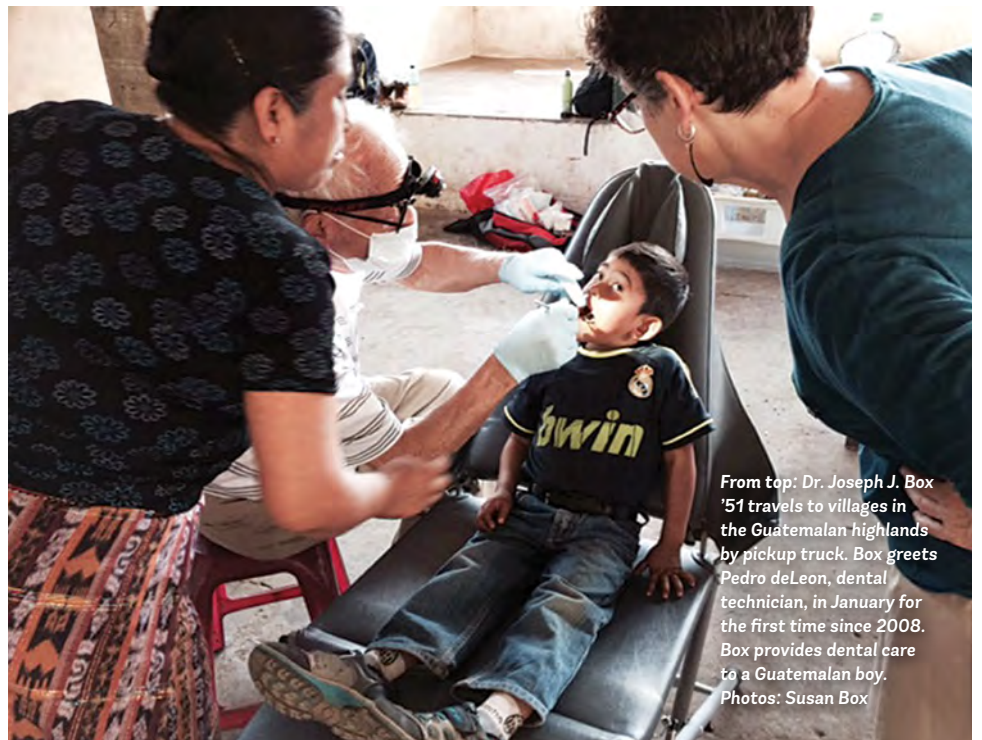 bwin
From top: Dr. Joseph J. Box
’51 travels to villages in
the Guatemalan highlands
by pickup truck. Box greets
Pedro deLeon, dental
technician, in January for
the first time since 2008.
Box provides dental care
to a Guatemalan boy.
Photos: Susan Box